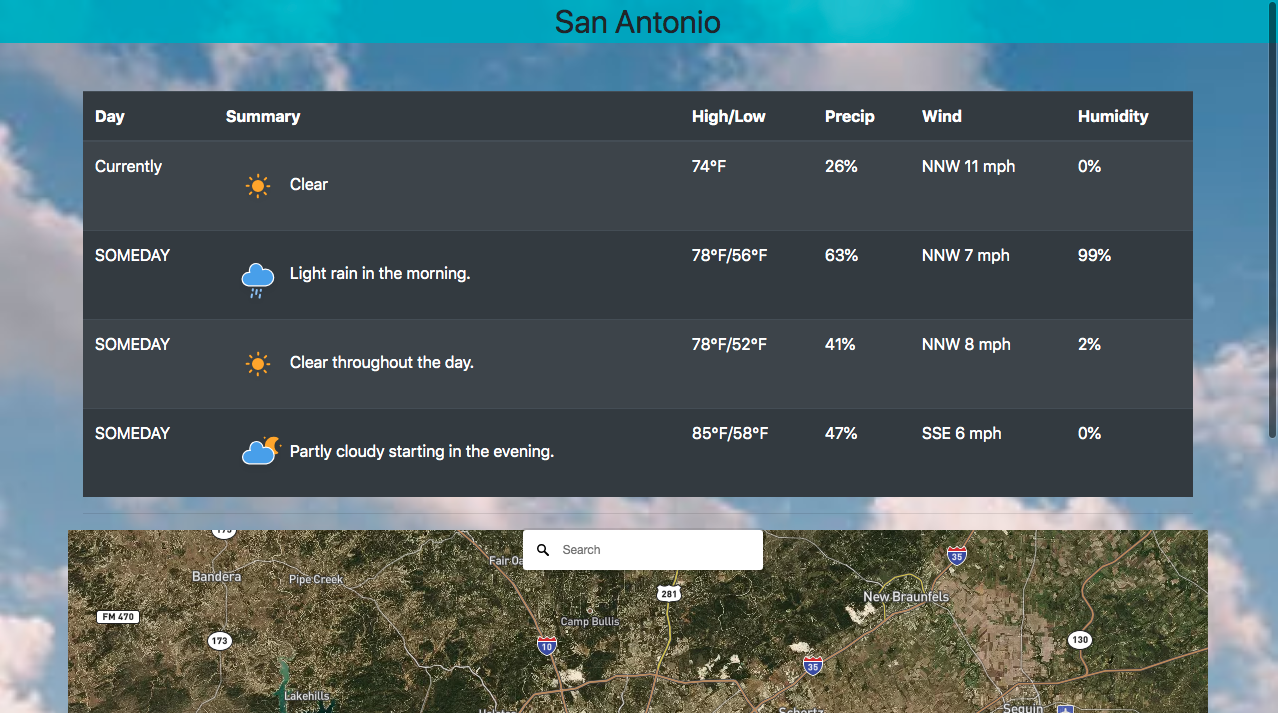 San Antonio
Day Summary High/Low Precip Wind Humidity
Currently Clear 74°F 26% NNW 11 mph 0%
SOMEDAY Light rain in the morning. 78°F/56°F 63% NNW 7 mph 99%
SOMEDAY Clear throughout the day. 78°F/52°F 41% NNW 8 mph 2%
SOMEDAY Partly cloudy starting in the evening. 85°F/58°F 47% SSE 6 mph 0%
Search
Fair Oa
35
Bandera
Pipe Creek
281
New Braunfels
FM 470
Camp Bullis
173
10
130
35
Lakehills
Schertz
Seguin